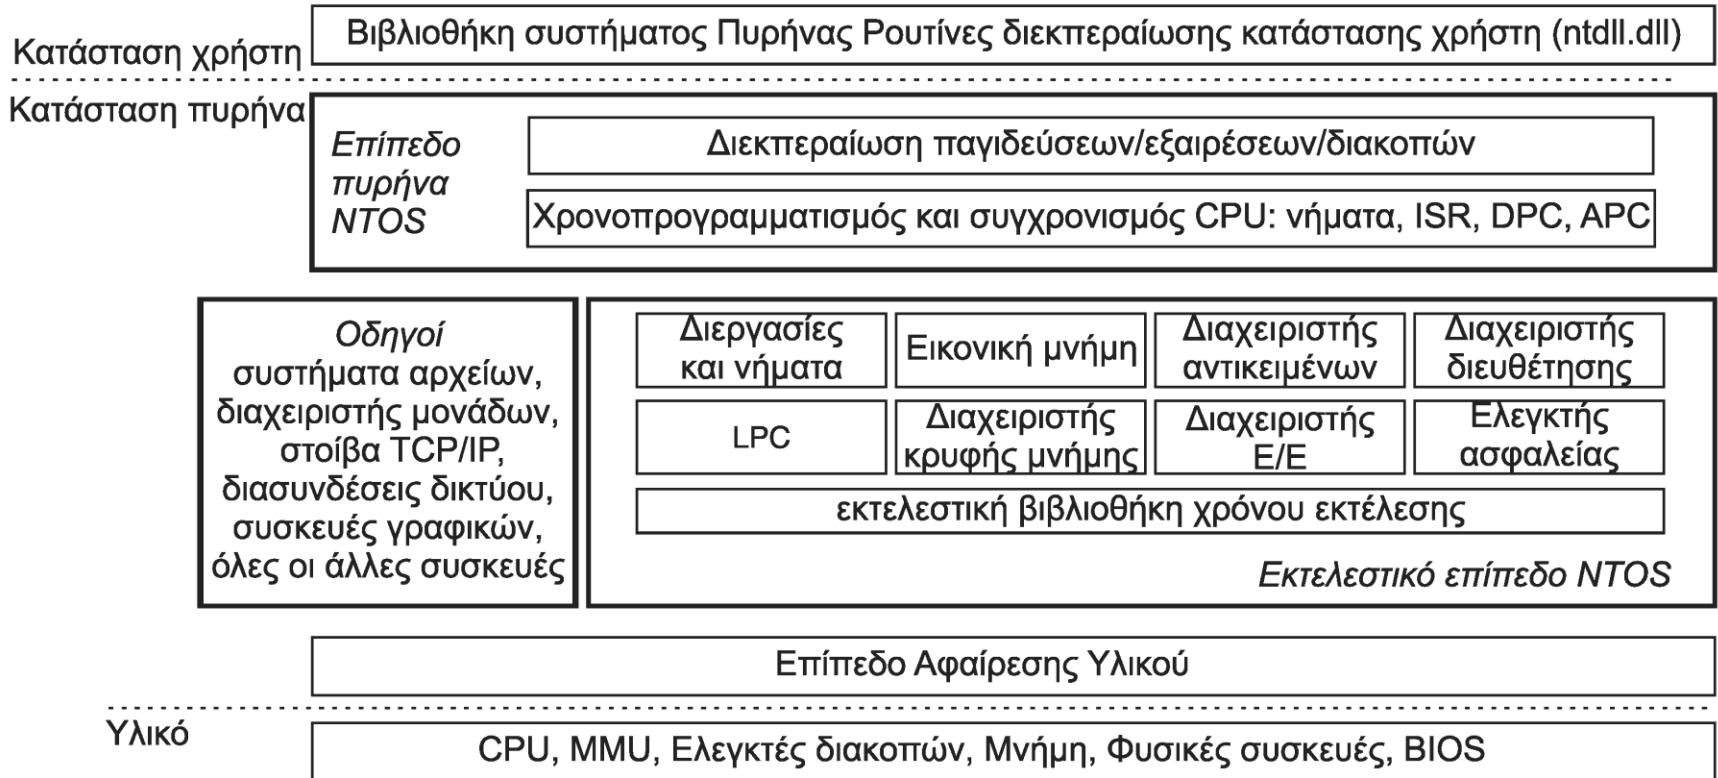 Βιβλιοθήκη συστήματος Πυρήνας Ρουτίνες διεκπεραίωσης κατάστασης χρήστη (ntdll.dll)
Κατάσταση χρήστη
Κατάσταση πυρήνα
Επίπεδο
πυρήνα
NTOS
Διεκπεραίωση παγιδεύσεων/εξαιρέσεων/διακοπών
Χρονοπρογραμματισμός και συγχρονισμός CPU: νήματα, ISR, DPC, APC
Οδηγοί
συστήματα αρχείων,
διαχειριστής μονάδων,
στοίβα TCP/IP,
διασυνδέσεις δικτύου,
συσκευές γραφικών,
όλες οι άλλες συσκευές
Διεργασίες
και νήματα
Εικονική μνήμη
Διαχειριστής
αντικειμένων
Διαχειριστής
διευθέτησης
LPC
Διαχειριστής
κρυφής μνήμης
Διαχειριστής
Ε/Ε
Ελεγκτής
ασφαλείας
εκτελεστική βιβλιοθήκη χρόνου εκτέλεσης
Εκτελεστικό επίπεδο NTOS
Επίπεδο Αφαίρεσης Υλικού
Υλικό
CPU, MMU, Ελεγκτές διακοπών, Μνήμη, Φυσικές συσκευές, BIOS